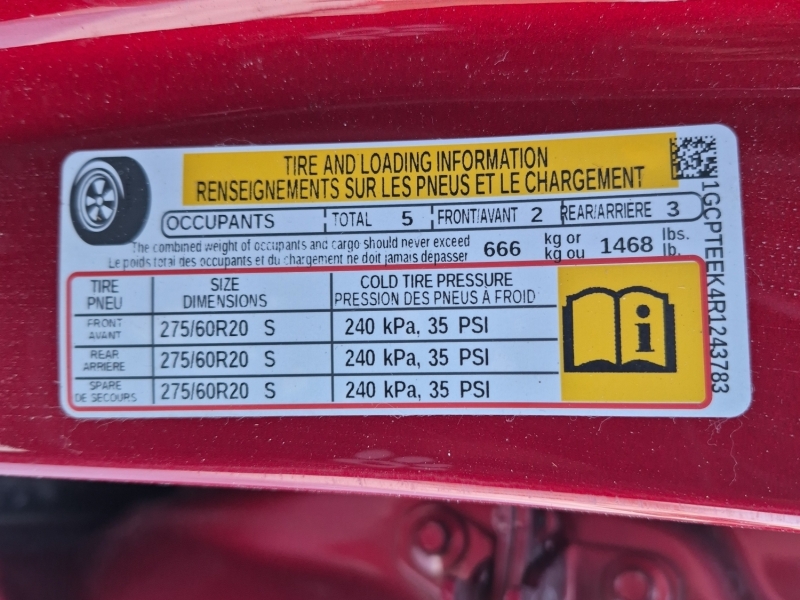 TIRE AND LOADING INFORMATION
RENSEIGNEMENTS SUR LES PNEUS ET LE CHARGEMENT
OCCUPANTS TOTAL 5 FRONT/AVANT 2 REAR/ARRIERE 3
The combined weight of occupants and cargo should never exceed 666 kg or 1468 lbs.
Le poids total des occupants et du chargement ne doit jamais dépasser kg ou lb.
TIRE SIZE COLD TIRE PRESSURE
PNEU DIMENSIONS PRESSION DES PNEUS A FROID
FRONT
AVANT 275/60R20 S 240 kPa, 35 PSI
REAR
ARRIERE 275/60R20 S 240 kPa, 35 PSI
SPARE
DE SECOURS 275/60R20 S 240 kPa, 35 PSI
i
1GCPTEEK4R1243783